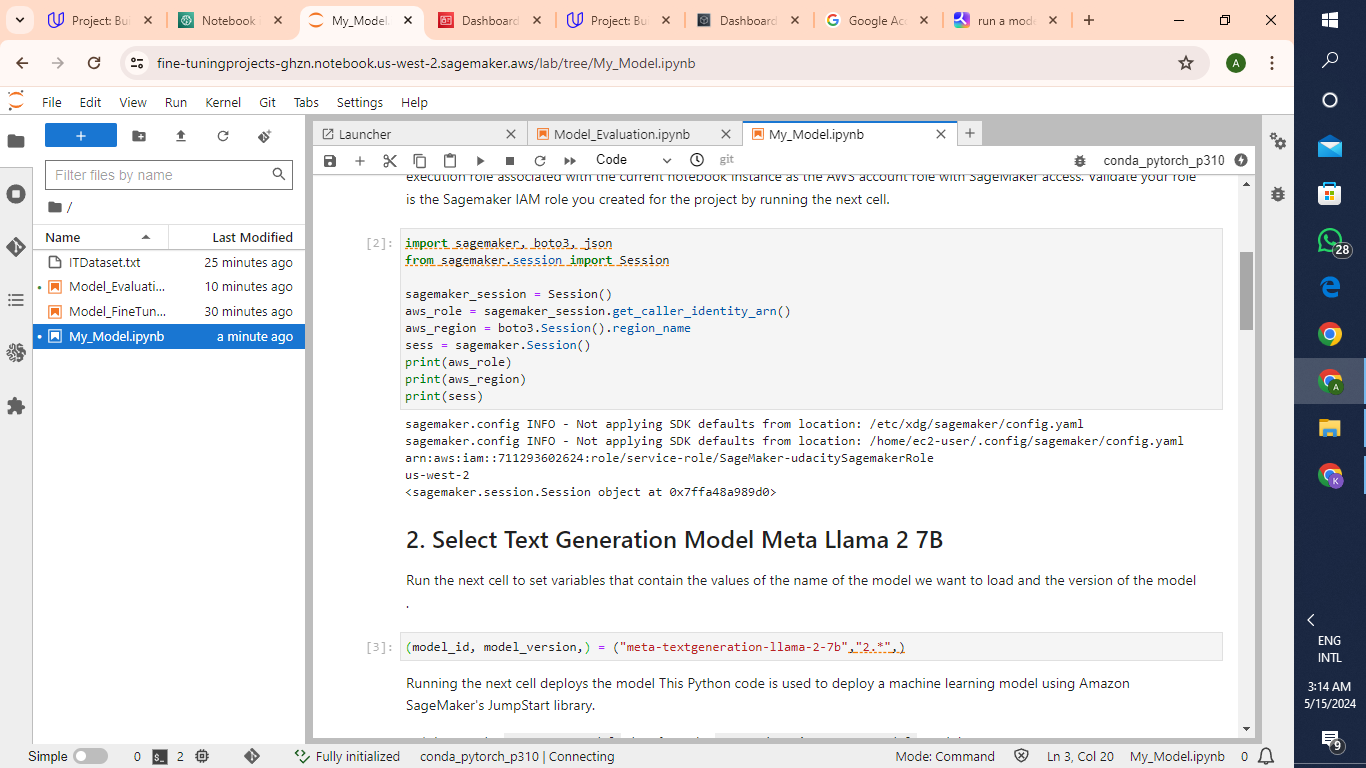 Project: Bui
Notebook i
My_Model.
Dashboard
Project: Bui
Dashboard
Google Acc
run a mode
fine-tuningprojects-ghzn.notebook.us-west-2.sagemaker.aws/lab/tree/My_Model.ipynb
A
File Edit View Run Kernel Git Tabs Settings Help
Launcher
Model_Evaluation.ipynb
My_Model.ipynb
Code
git
conda_pytorch_p310
Filter files by name
/
Name Last Modified
ITDataset.txt 25 minutes ago
Model_Evaluati... 10 minutes ago
Model_FineTun... 30 minutes ago
My_Model.ipynb a minute ago
execution role associated with the current notebook instance as the AWS account role with SageMaker access. Validate your role
is the Sagemaker IAM role you created for the project by running the next cell.
[2]:
import sagemaker, boto3, json
from sagemaker.session import Session
sagemaker_session = Session()
aws_role = sagemaker_session.get_caller_identity_arn()
aws_region = boto3.Session().region_name
sess = sagemaker.Session()
print(aws_role)
print(aws_region)
print(sess)
sagemaker.config INFO - Not applying SDK defaults from location: /etc/xdg/sagemaker/config.yaml
sagemaker.config INFO - Not applying SDK defaults from location: /home/ec2-user/.config/sagemaker/config.yaml
arn:aws:iam::711293602624:role/service-role/SageMaker-udacitySagemakerRole
us-west-2
<sagemaker.session.Session object at 0x7ffa48a989d0>
2. Select Text Generation Model Meta Llama 2 7B
Run the next cell to set variables that contain the values of the name of the model we want to load and the version of the model
.
[3]:
(model_id, model_version,) = ("meta-textgeneration-llama-2-7b","2.*",)
Running the next cell deploys the model This Python code is used to deploy a machine learning model using Amazon
SageMaker's JumpStart library.
Simple 0 2 Fully initialized conda_pytorch_p310 | Connecting Mode: Command Ln 3, Col 20 My_Model.ipynb 0
28
A
K
ENG
INTL
3:14 AM
5/15/2024
9